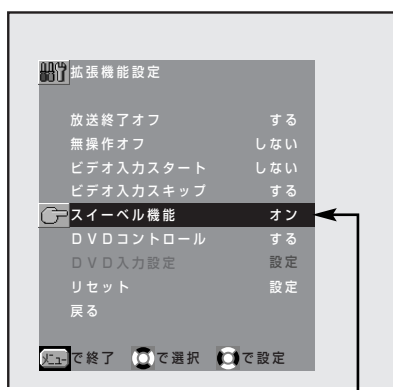 拡張機能設定
放送終了オフ する
無操作オフ しない
ビデオ入力スタート しない
ビデオ入力スキップ する
スイーベル機能 オン
ＤＶＤコントロール する
ＤＶＤ入力設定 設定
リセット 設定
戻る
メニューで終了 で選択 で設定